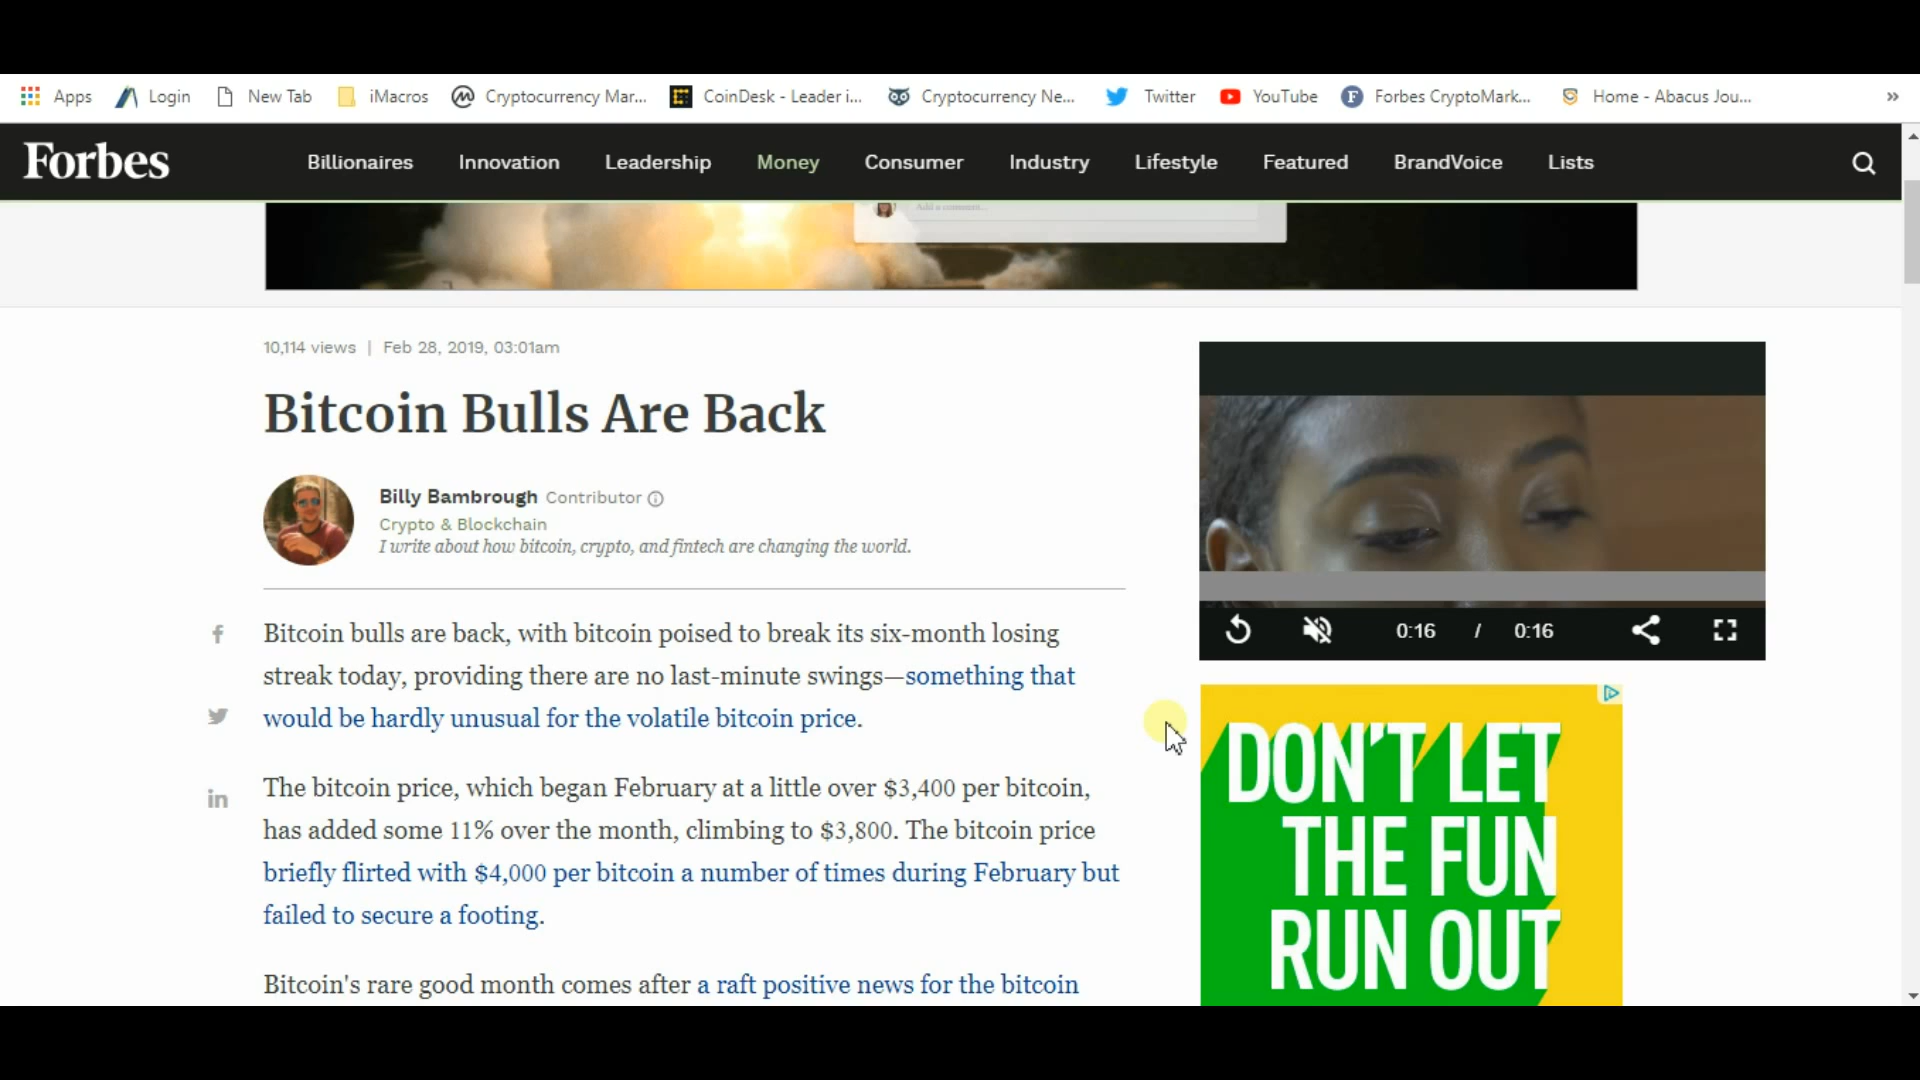 Apps Login New Tab iMacros Cryptocurrency Mar... CoinDesk - Leader i... Cryptocurrency Ne... Twitter YouTube Forbes CryptoMark... Home - Abacus Jou... »
Forbes Billionaires Innovation Leadership Money Consumer Industry Lifestyle Featured BrandVoice Lists
Add a comment...
10,114 views | Feb 28, 2019, 03:01am
Bitcoin Bulls Are Back
Billy Bambrough Contributor
Crypto & Blockchain
I write about how bitcoin, crypto, and fintech are changing the world.
Bitcoin bulls are back, with bitcoin poised to break its six-month losing
streak today, providing there are no last-minute swings—something that
would be hardly unusual for the volatile bitcoin price.
The bitcoin price, which began February at a little over $3,400 per bitcoin,
has added some 11% over the month, climbing to $3,800. The bitcoin price
briefly flirted with $4,000 per bitcoin a number of times during February but
failed to secure a footing.
Bitcoin's rare good month comes after a raft positive news for the bitcoin
0:16 / 0:16
DON'T LET
THE FUN
RUN OUT